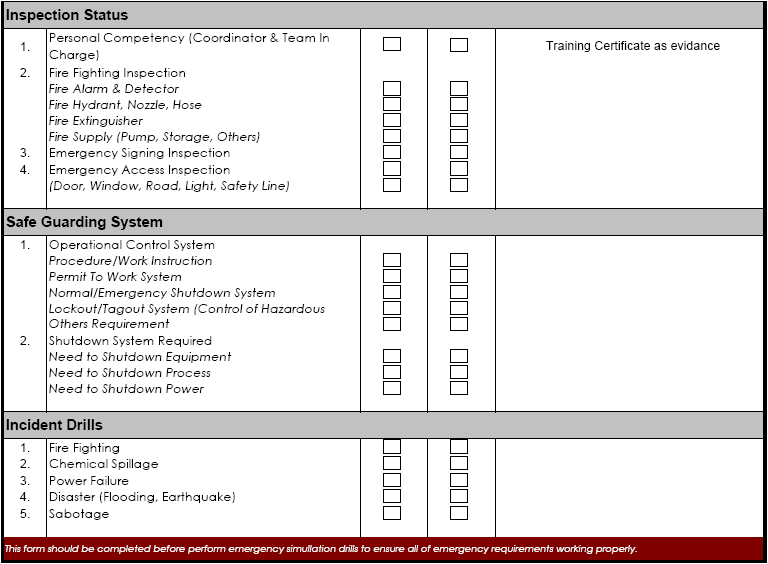 Inspection Status
1. Personal Competency (Coordinator & Team In Charge) Training Certificate as evidence
2. Fire Fighting Inspection
Fire Alarm & Detector
Fire Hydrant, Nozzle, Hose
Fire Extinguisher
Fire Supply (Pump, Storage, Others)
3. Emergency Signing Inspection
4. Emergency Access Inspection
(Door, Window, Road, Light, Safety Line)
Safe Guarding System
1. Operational Control System
Procedure/Work Instruction
Permit To Work System
Normal/Emergency Shutdown System
Lockout/Tagout System (Control of Hazardous
Others Requirement
2. Shutdown System Required
Need to Shutdown Equipment
Need to Shutdown Process
Need to Shutdown Power
Incident Drills
1. Fire Fighting
2. Chemical Spillage
3. Power Failure
4. Disaster (Flooding, Earthquake)
5. Sabotage
This form should be completed before perform emergency simullation drills to ensure all of emergency requirements working properly.